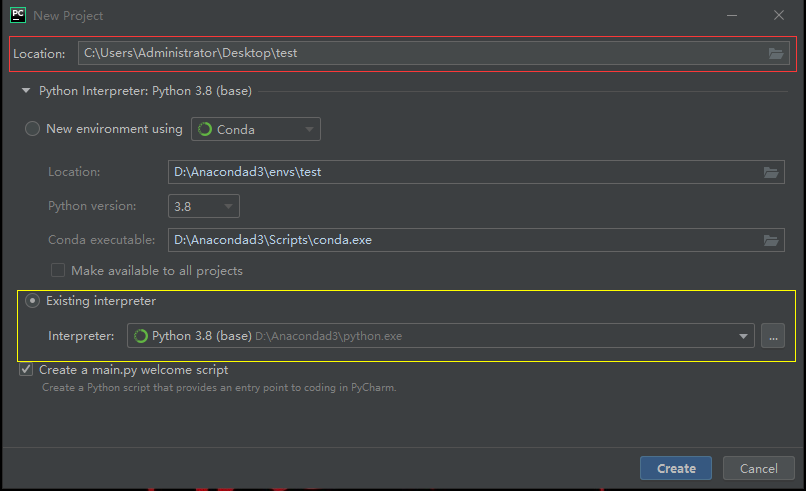 PC New Project
Location: C:\Users\Administrator\Desktop\test
Python Interpreter: Python 3.8 (base)
New environment using Conda
Location: D:\Anacondad3\envs\test
Python version: 3.8
Conda executable: D:\Anacondad3\Scripts\conda.exe
Make available to all projects
Existing interpreter
Interpreter: Python 3.8 (base) D:\Anacondad3\python.exe ...
Create a main.py welcome script
Create a Python script that provides an entry point to coding in PyCharm.
Create Cancel